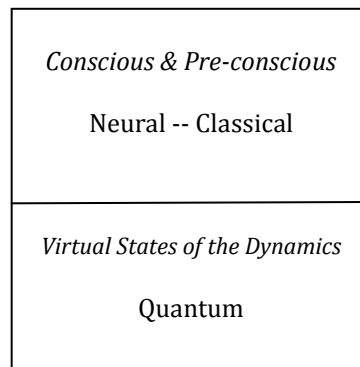 Conscious & Pre-conscious
Neural -- Classical
Virtual States of the Dynamics
Quantum